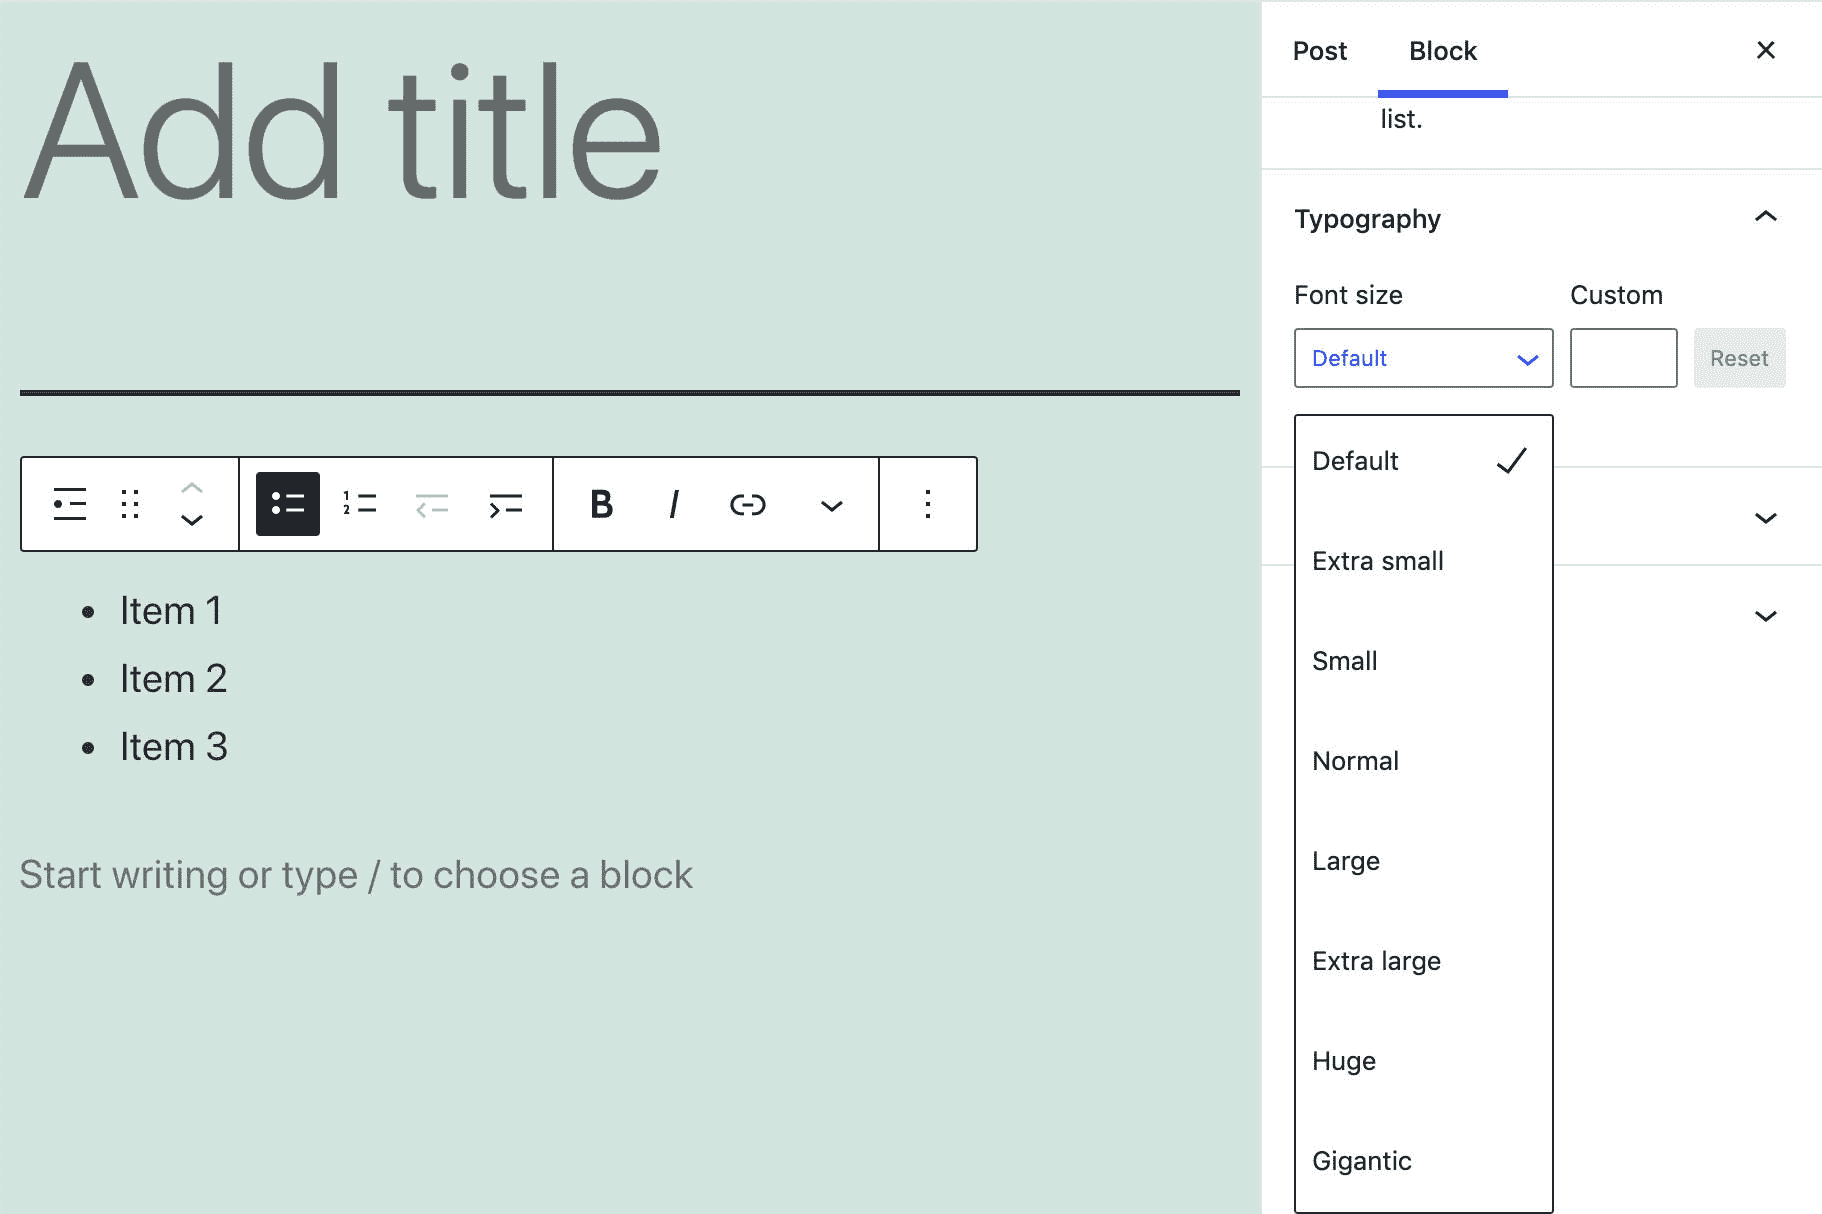 Add title
B I
Item 1
Item 2
Item 3
Start writing or type / to choose a block
Post Block
list.
Typography
Font size Custom
Default Reset
Default
Extra small
Small
Normal
Large
Extra large
Huge
Gigantic